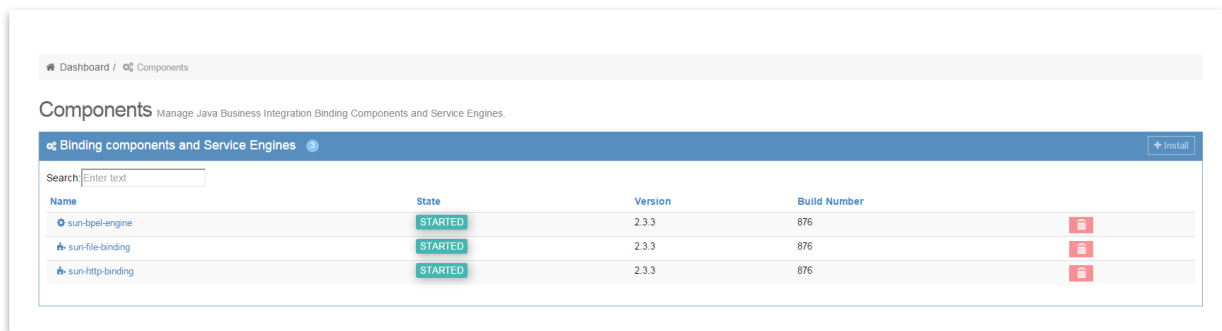 Dashboard / Components
Components Manage Java Business Integration Binding Components and Service Engines.
Binding components and Service Engines 3
+ Install
Search: Enter text
Name State Version Build Number
sun-bpel-engine STARTED 2.3.3 876
sun-file-binding STARTED 2.3.3 876
sun-http-binding STARTED 2.3.3 876